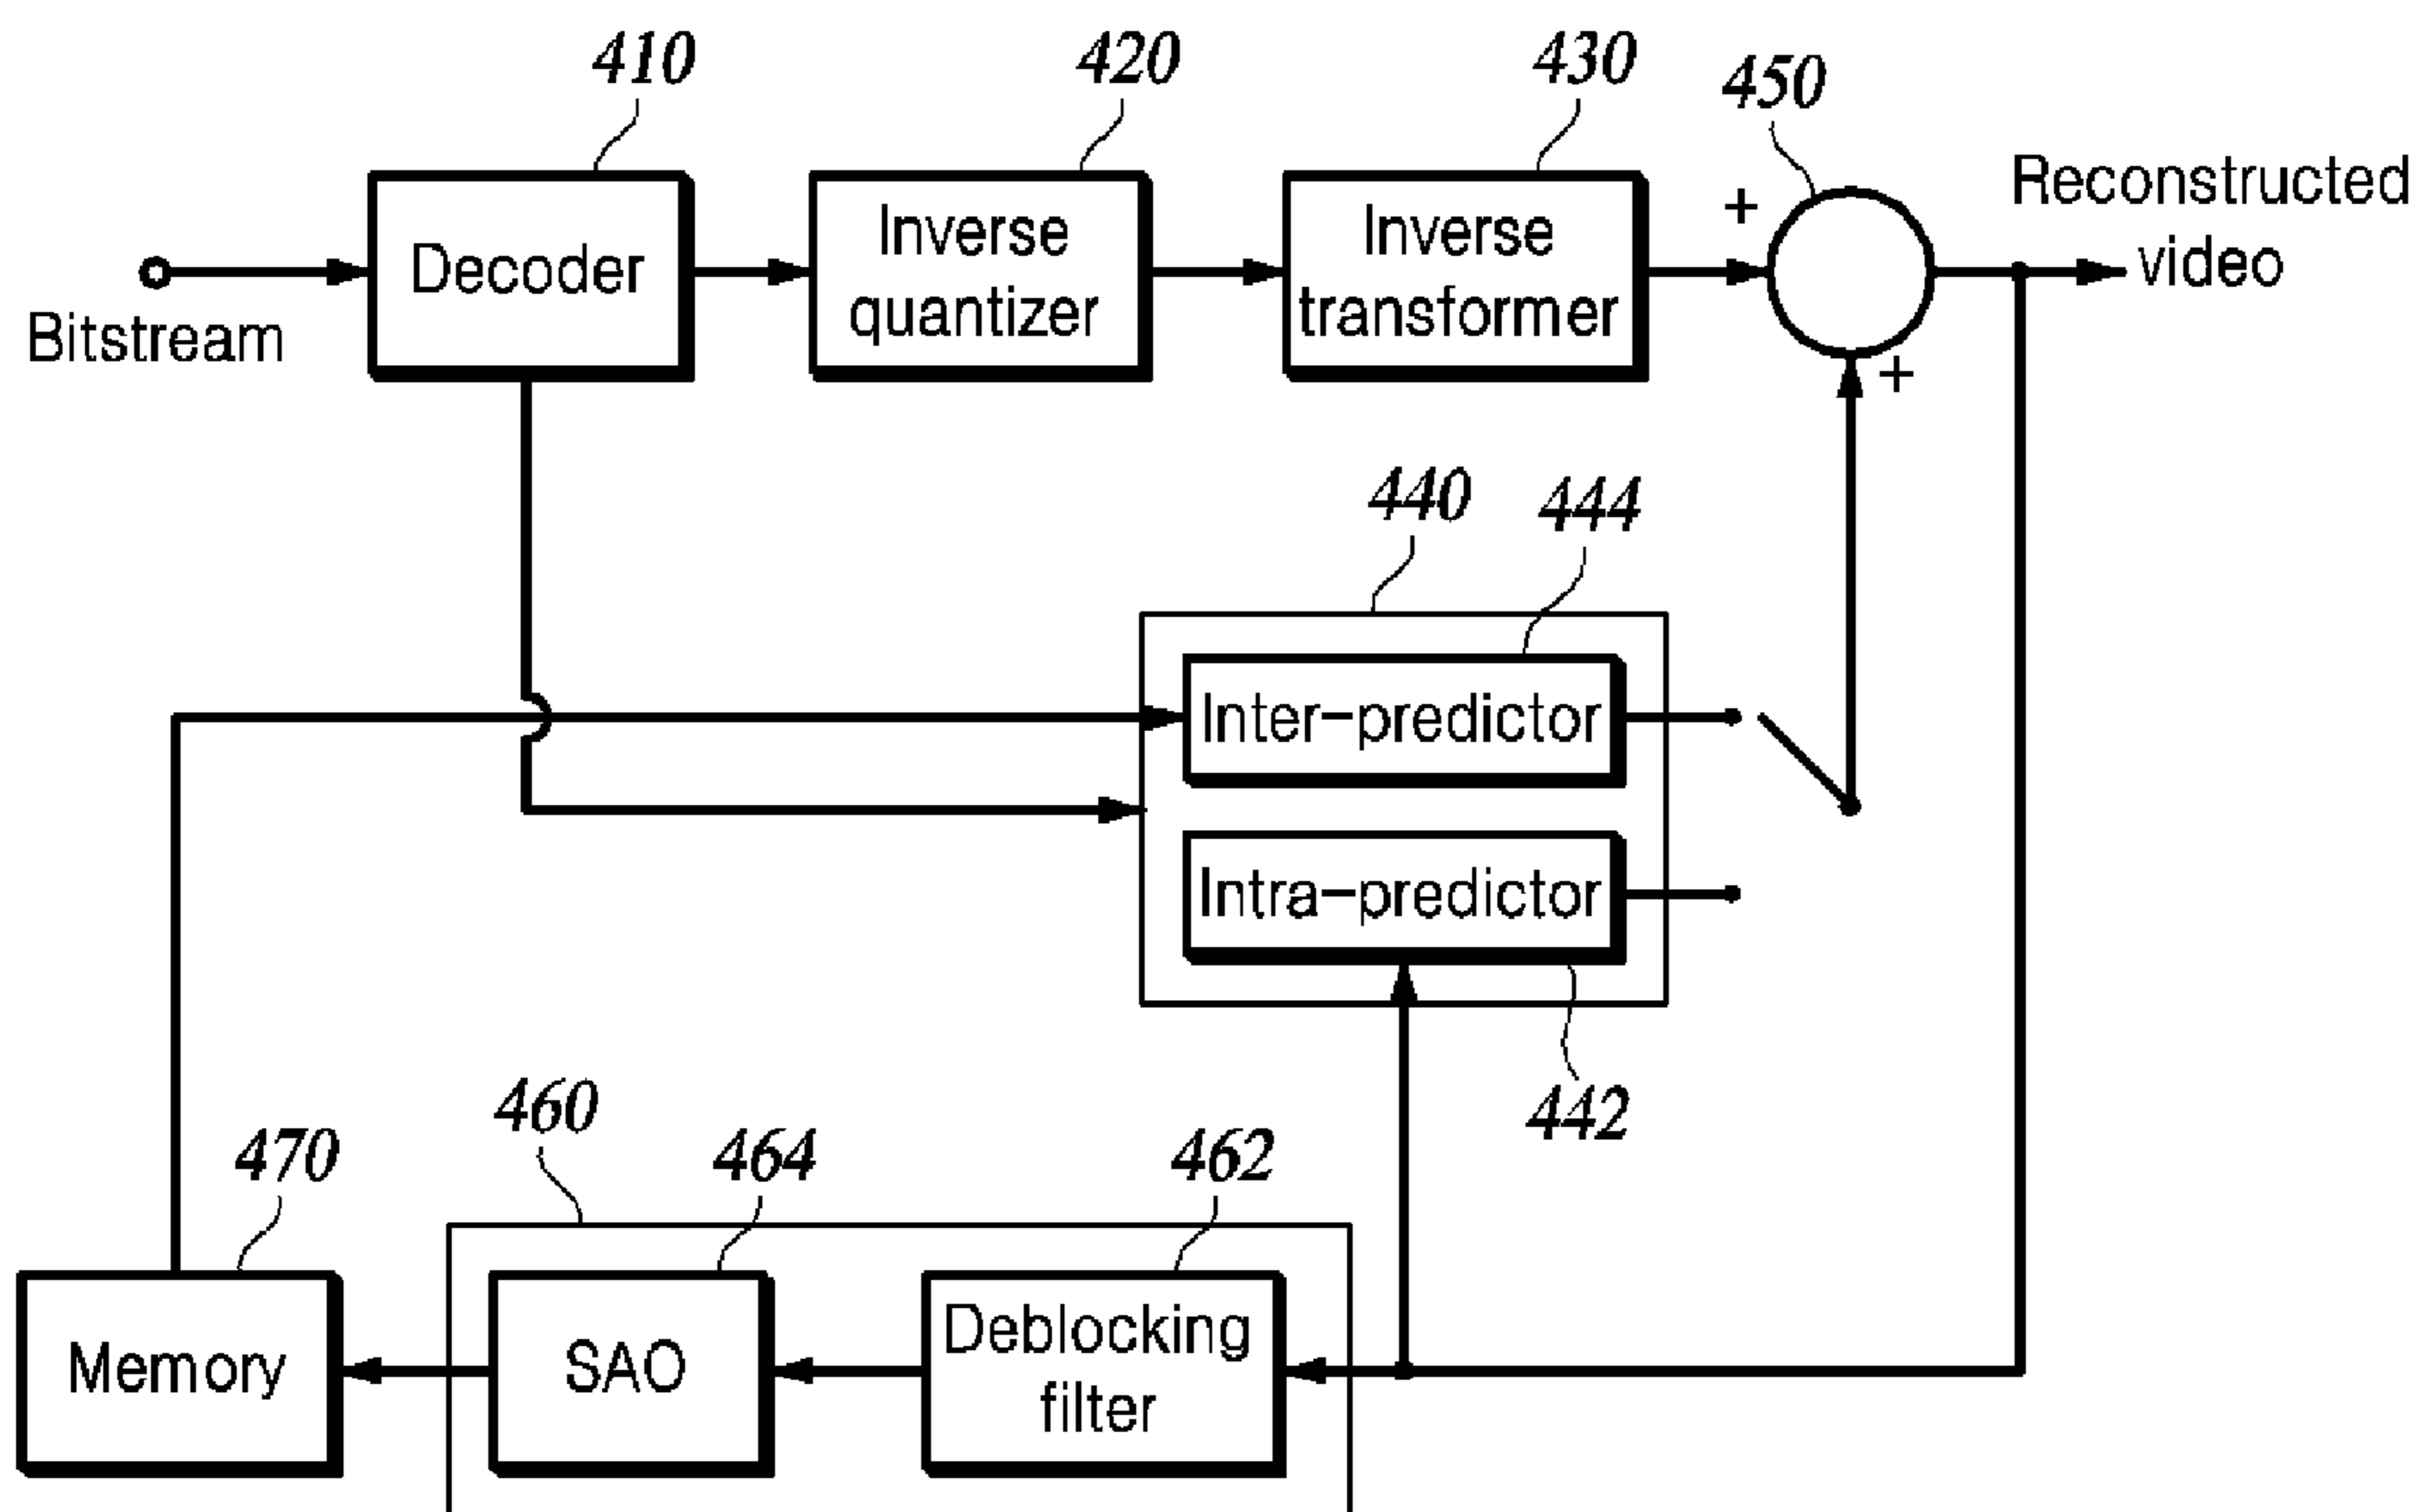 410
420
430
450
Bitstream
Decoder
Inverse
quantizer
Inverse
transformer
+
+
Reconstructed
video
440
444
Inter-predictor
Intra-predictor
442
460
470
464
462
Memory
SAO
Deblocking
filter